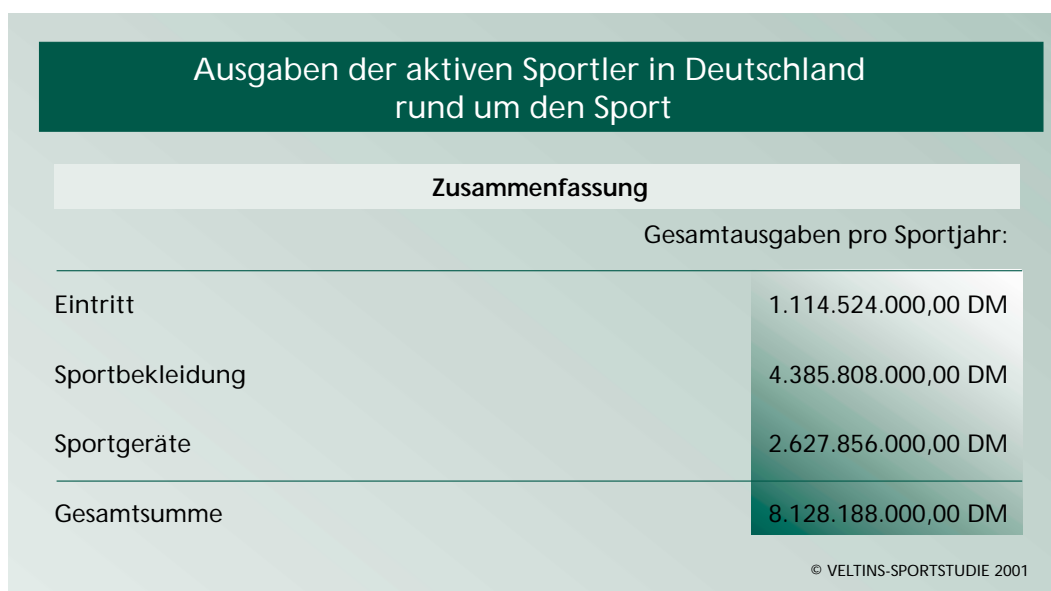 Ausgaben der aktiven Sportler in Deutschland
rund um den Sport
Zusammenfassung
Gesamtausgaben pro Sportjahr:
Eintritt 1.114.524.000,00 DM
Sportbekleidung 4.385.808.000,00 DM
Sportgeräte 2.627.856.000,00 DM
Gesamtsumme 8.128.188.000,00 DM
© VELTINS-SPORTSTUDIE 2001